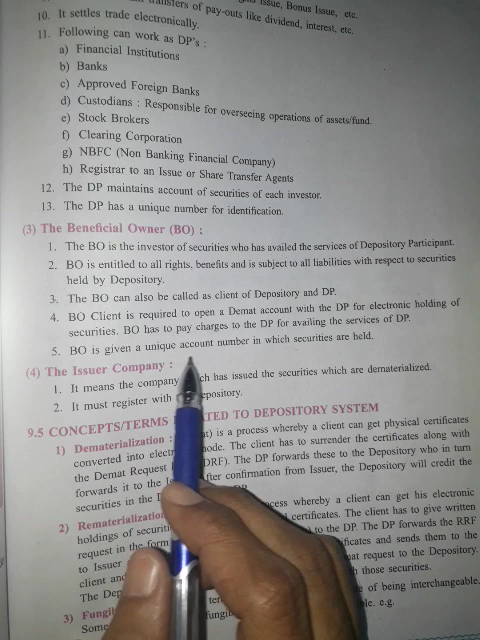 Issue, Bonus Issue, etc.
transfers of pay-outs like dividend, interest, etc.
10. It settles trade electronically.
11. Following can work as DP's :
a) Financial Institutions
b) Banks
c) Approved Foreign Banks
d) Custodians : Responsible for overseeing operations of assets/fund.
e) Stock Brokers
f) Clearing Corporation
g) NBFC (Non Banking Financial Company)
h) Registrar to an Issue or Share Transfer Agents
12. The DP maintains account of securities of each investor.
13. The DP has a unique number for identification.
(3) The Beneficial Owner (BO) :
1. The BO is the investor of securities who has availed the services of Depository Participant.
2. BO is entitled to all rights, benefits and is subject to all liabilities with respect to securities
held by Depository.
3. The BO can also be called as client of Depository and DP.
4. BO Client is required to open a Demat account with the DP for electronic holding of
securities. BO has to pay charges to the DP for availing the services of DP.
5. BO is given a unique account number in which securities are held.
(4) The Issuer Company :
1. It means the company which has issued the securities which are dematerialized.
2. It must register with epository.
9.5 CONCEPTS/TERMS TED TO DEPOSITORY SYSTEM
1) Dematerialization : at) is a process whereby a client can get physical certificates
converted into electr ode. The client has to surrender the certificates along with
the Demat Request DRF). The DP forwards these to the Depository who in turn
forwards it to the fter confirmation from Issuer, the Depository will credit the
securities in the
2) Rematerialization cess whereby a client can get his electronic
holdings of securiti certificates. The client has to give written
request in the form to the DP. The DP forwards the RRF
to Issuer ificates and sends them to the
client and at request to the Depository.
The Dep those securities.
3) Fungi of being interchangeable.
Some fungi e.g.